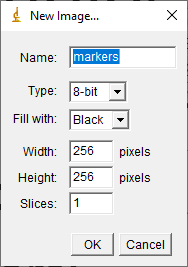 New Image...
Name: markers
Type: 8-bit
Fill with: Black
Width: 256 pixels
Height: 256 pixels
Slices: 1
OK Cancel